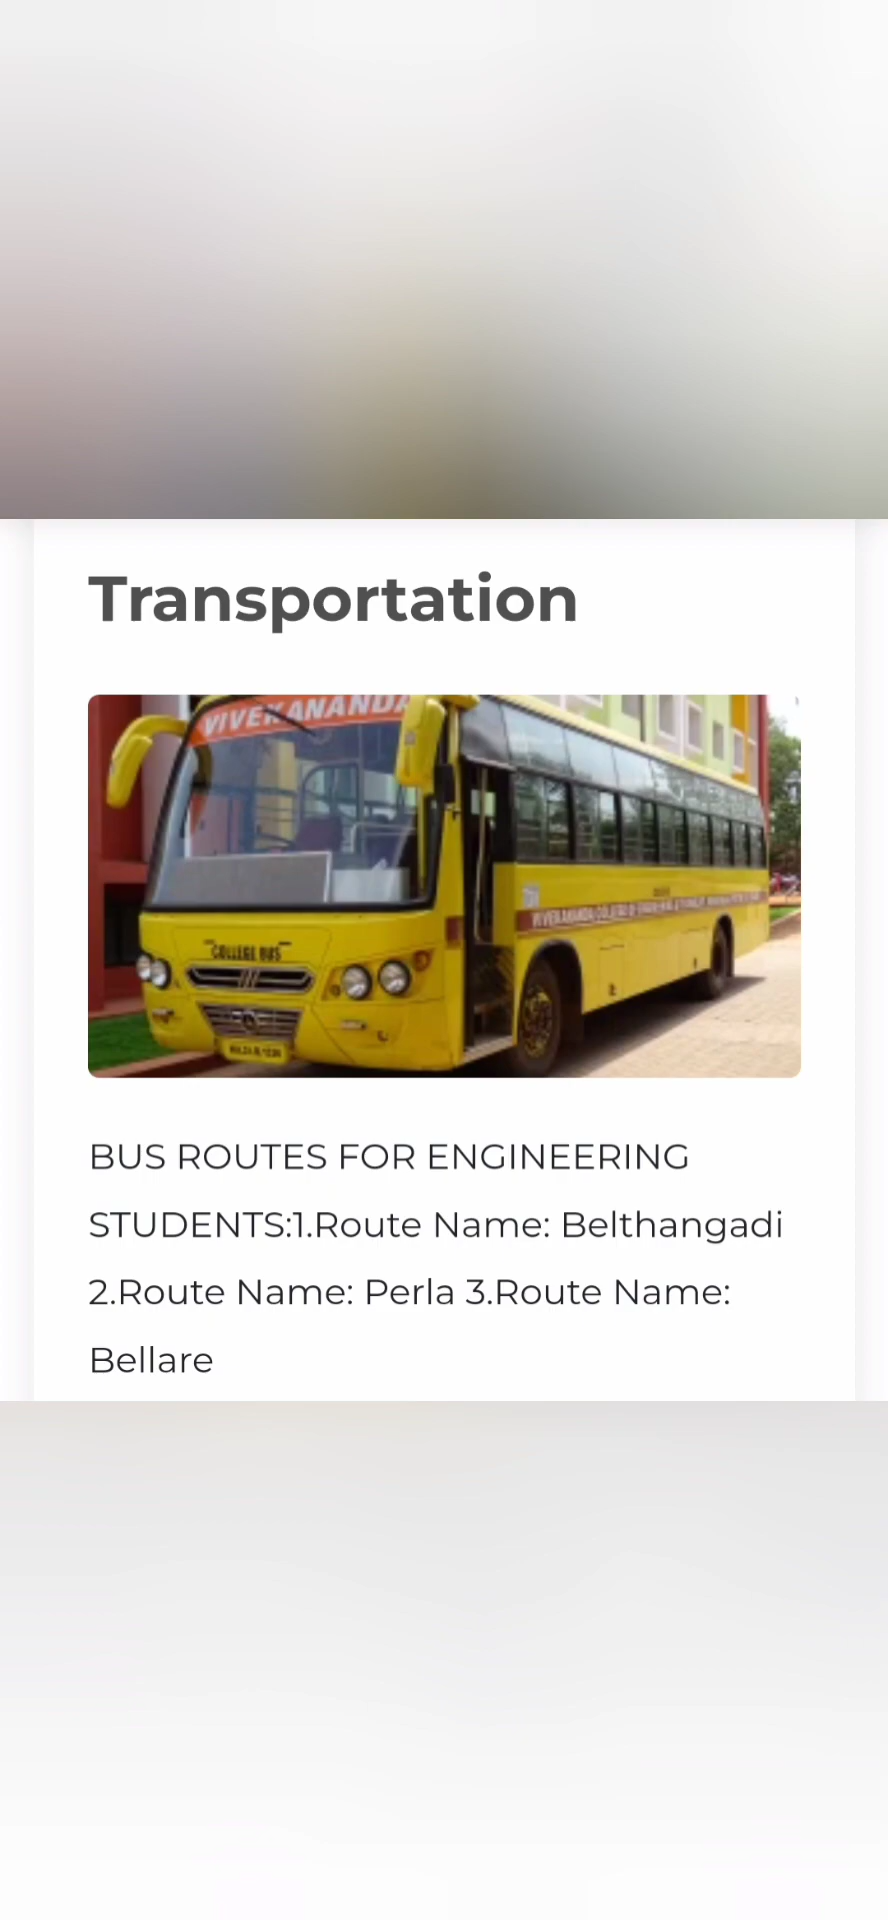 Transportation
VIVEKANANDA
COLLEGE BUS
BUS ROUTES FOR ENGINEERING
STUDENTS:1.Route Name: Belthangadi
2.Route Name: Perla 3.Route Name:
Bellare